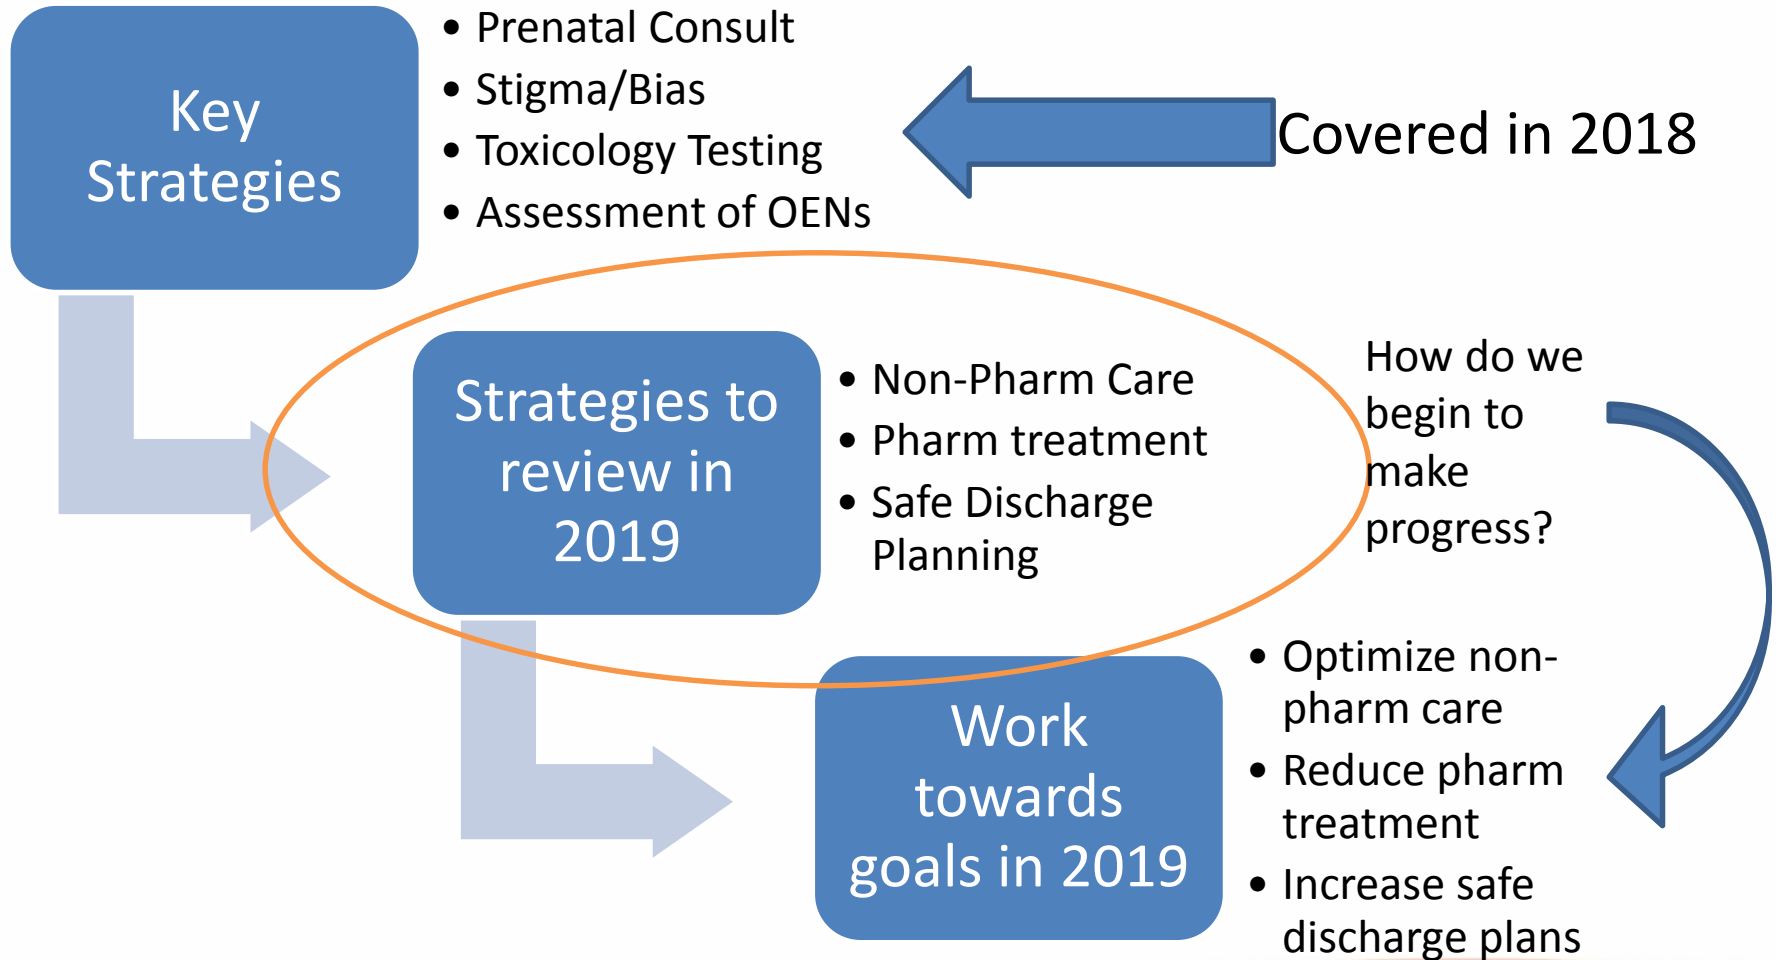 Key
Strategies
• Prenatal Consult
• Stigma/Bias
• Toxicology Testing
• Assessment of OENs
Covered in 2018
Strategies to
review in
2019
• Non-Pharm Care
• Pharm treatment
• Safe Discharge
Planning
How do we
begin to
make
progress?
Work
towards
goals in 2019
• Optimize non-
pharm care
• Reduce pharm
treatment
• Increase safe
discharge plans